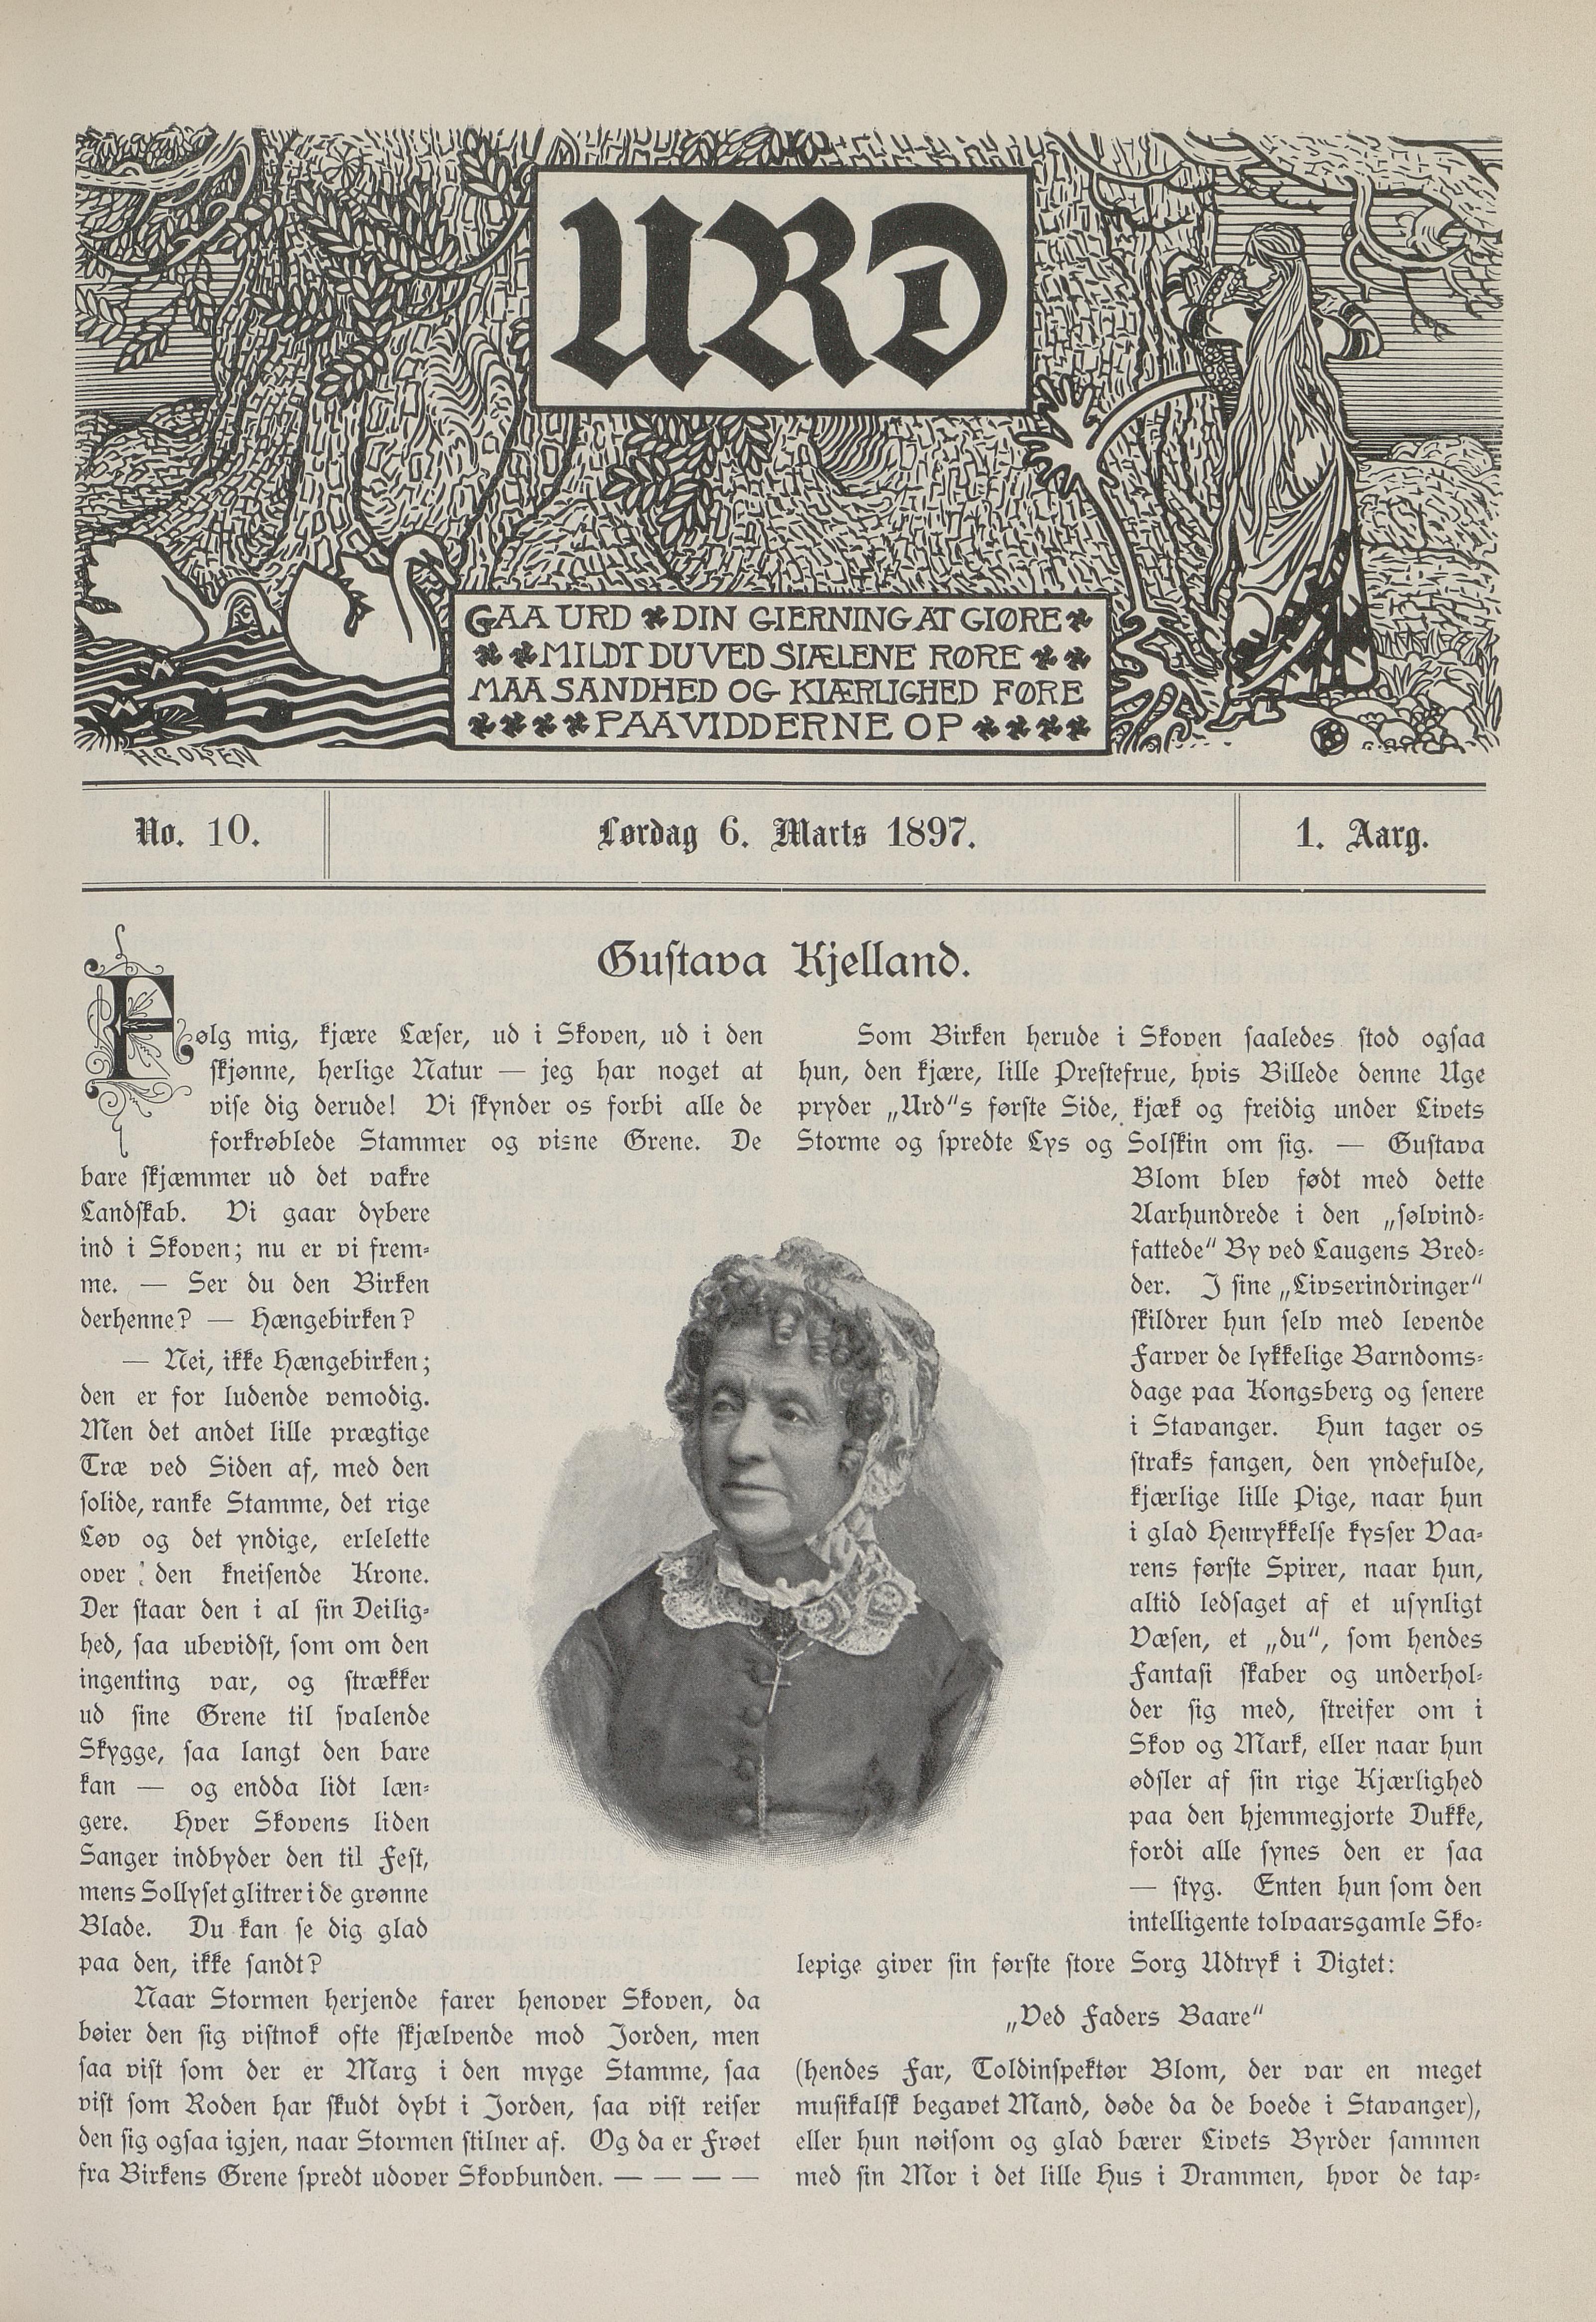 URD
GAA URD DIN GIERNING AT GIØRE
MILDT DU VED SIÆLENE RØRE
MAA SANDHED OG KIÆRLIGHED FØRE
PAA VIDDERNE OP
H C OLSEN
No. 10.
Lørdag 6. Marts 1897.
1. Aarg.
Gustava Kjelland.
Følg mig, kjære Læser, ud i Skoven, ud i den
skjønne, herlige Natur — jeg har noget at
vise dig derude! Vi skynder os forbi alle de
forkrøblede Stammer og visne Grene. De
bare skjæmmer ud det vakre
Landskab. Vi gaar dybere
ind i Skoven; nu er vi frem-
me. — Ser du den Birken
derhenne? — Hængebirken?
— Nei, ikke Hængebirken;
den er for ludende vemodig.
Men det andet lille prægtige
Træ ved Siden af, med den
solide, ranke Stamme, det rige
Løv og det yndige, erlelette
over den kneisende Krone.
Der staar den i al sin Deilig-
hed, saa ubevidst, som om den
ingenting var, og strækker
ud sine Grene til svalende
Skygge, saa langt den bare
kan — og endda lidt læn-
gere. Hver Skovens liden
Sanger indbyder den til Fest,
mens Sollyset glitrer i de grønne
Blade. Du kan se dig glad
paa den, ikke sandt?
Naar Stormen herjende farer henover Skoven, da
bøier den sig vistnok ofte skjælvende mod Jorden, men
saa vist som der er Marg i den myge Stamme, saa
vist som Roden har skudt dybt i Jorden, saa vist reiser
den sig ogsaa igjen, naar Stormen stilner af. Og da er Frøet
fra Birkens Grene spredt udover Skovbunden. — — — —
Som Birken herude i Skoven saaledes stod ogsaa
hun, den kjære, lille Prestefrue, hvis Billede denne Uge
pryder „Urd“s første Side, kjæk og freidig under Livets
Storme og spredte Lys og Solskin om sig. — Gustava
Blom blev født med dette
Aarhundrede i den „sølvind-
fattede“ By ved Laugens Bred-
der. I sine „Livserindringer“
skildrer hun selv med levende
Farver de lykkelige Barndoms-
dage paa Kongsberg og senere
i Stavanger. Hun tager os
straks fangen, den yndefulde,
kjærlige lille Pige, naar hun
i glad Henrykkelse kysser Vaa-
rens første Spirer, naar hun,
altid ledsaget af et usynligt
Væsen, et „du“, som hendes
Fantasi skaber og underhol-
der sig med, streifer om i
Skov og Mark, eller naar hun
ødsler af sin rige Kjærlighed
paa den hjemmegjorte Dukke,
fordi alle synes den er saa
— styg. Enten hun som den
intelligente tolvaarsgamle Sko-
lepige giver sin første store Sorg Udtryk i Digtet:
„Ved Faders Baare“
(hendes Far, Toldinspektør Blom, der var en meget
musikalsk begavet Mand, døde da de boede i Stavanger),
eller hun nøisom og glad bærer Livets Byrder sammen
med sin Mor i det lille Hus i Drammen, hvor de tap-